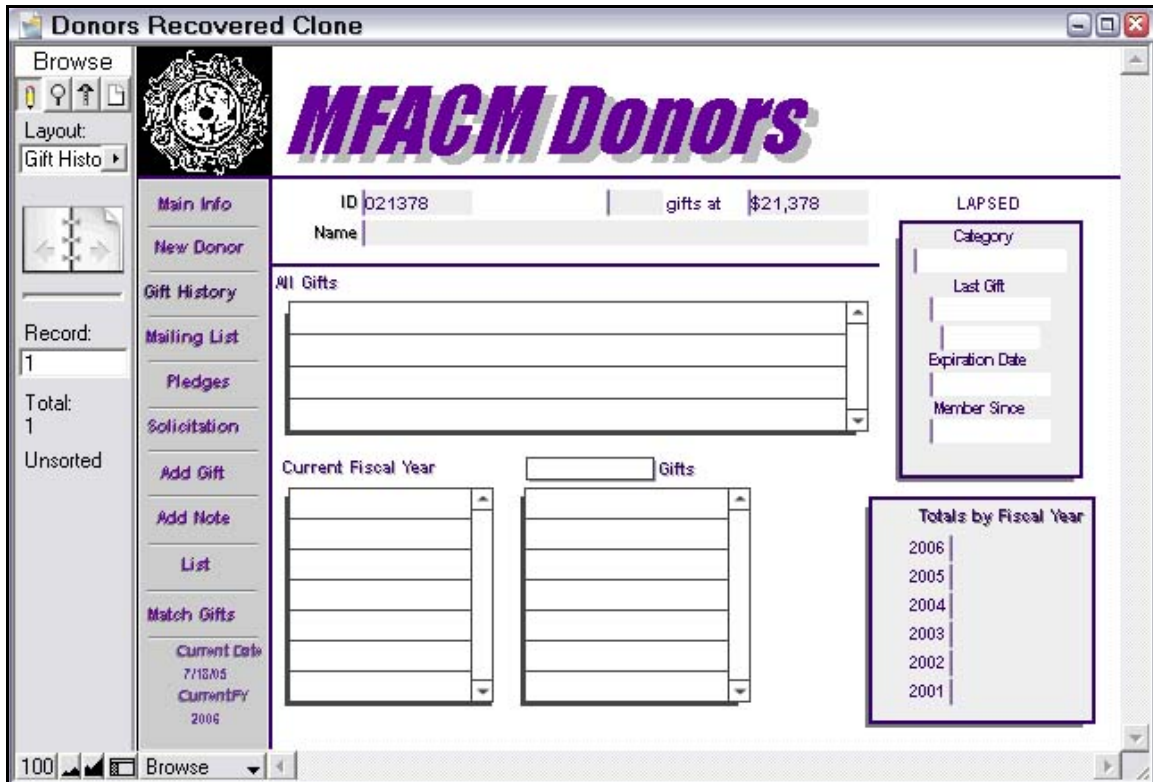 Donors Recovered Clone
Browse
Layout:
Gift Histo
Record:
1
Total:
1
Unsorted
100
Browse
MFACM Donors
Main Info
New Donor
Gift History
Mailing List
Pledges
Solicitation
Add Gift
Add Note
List
Match Gifts
Current Date
7/18/05
CurrentFY
2006
ID 021378 gifts at $21,378
Name
All Gifts
Current Fiscal Year
Gifts
LAPSED
Category
Last Gift
Expiration Date
Member Since
Totals by Fiscal Year
2006
2005
2004
2003
2002
2001